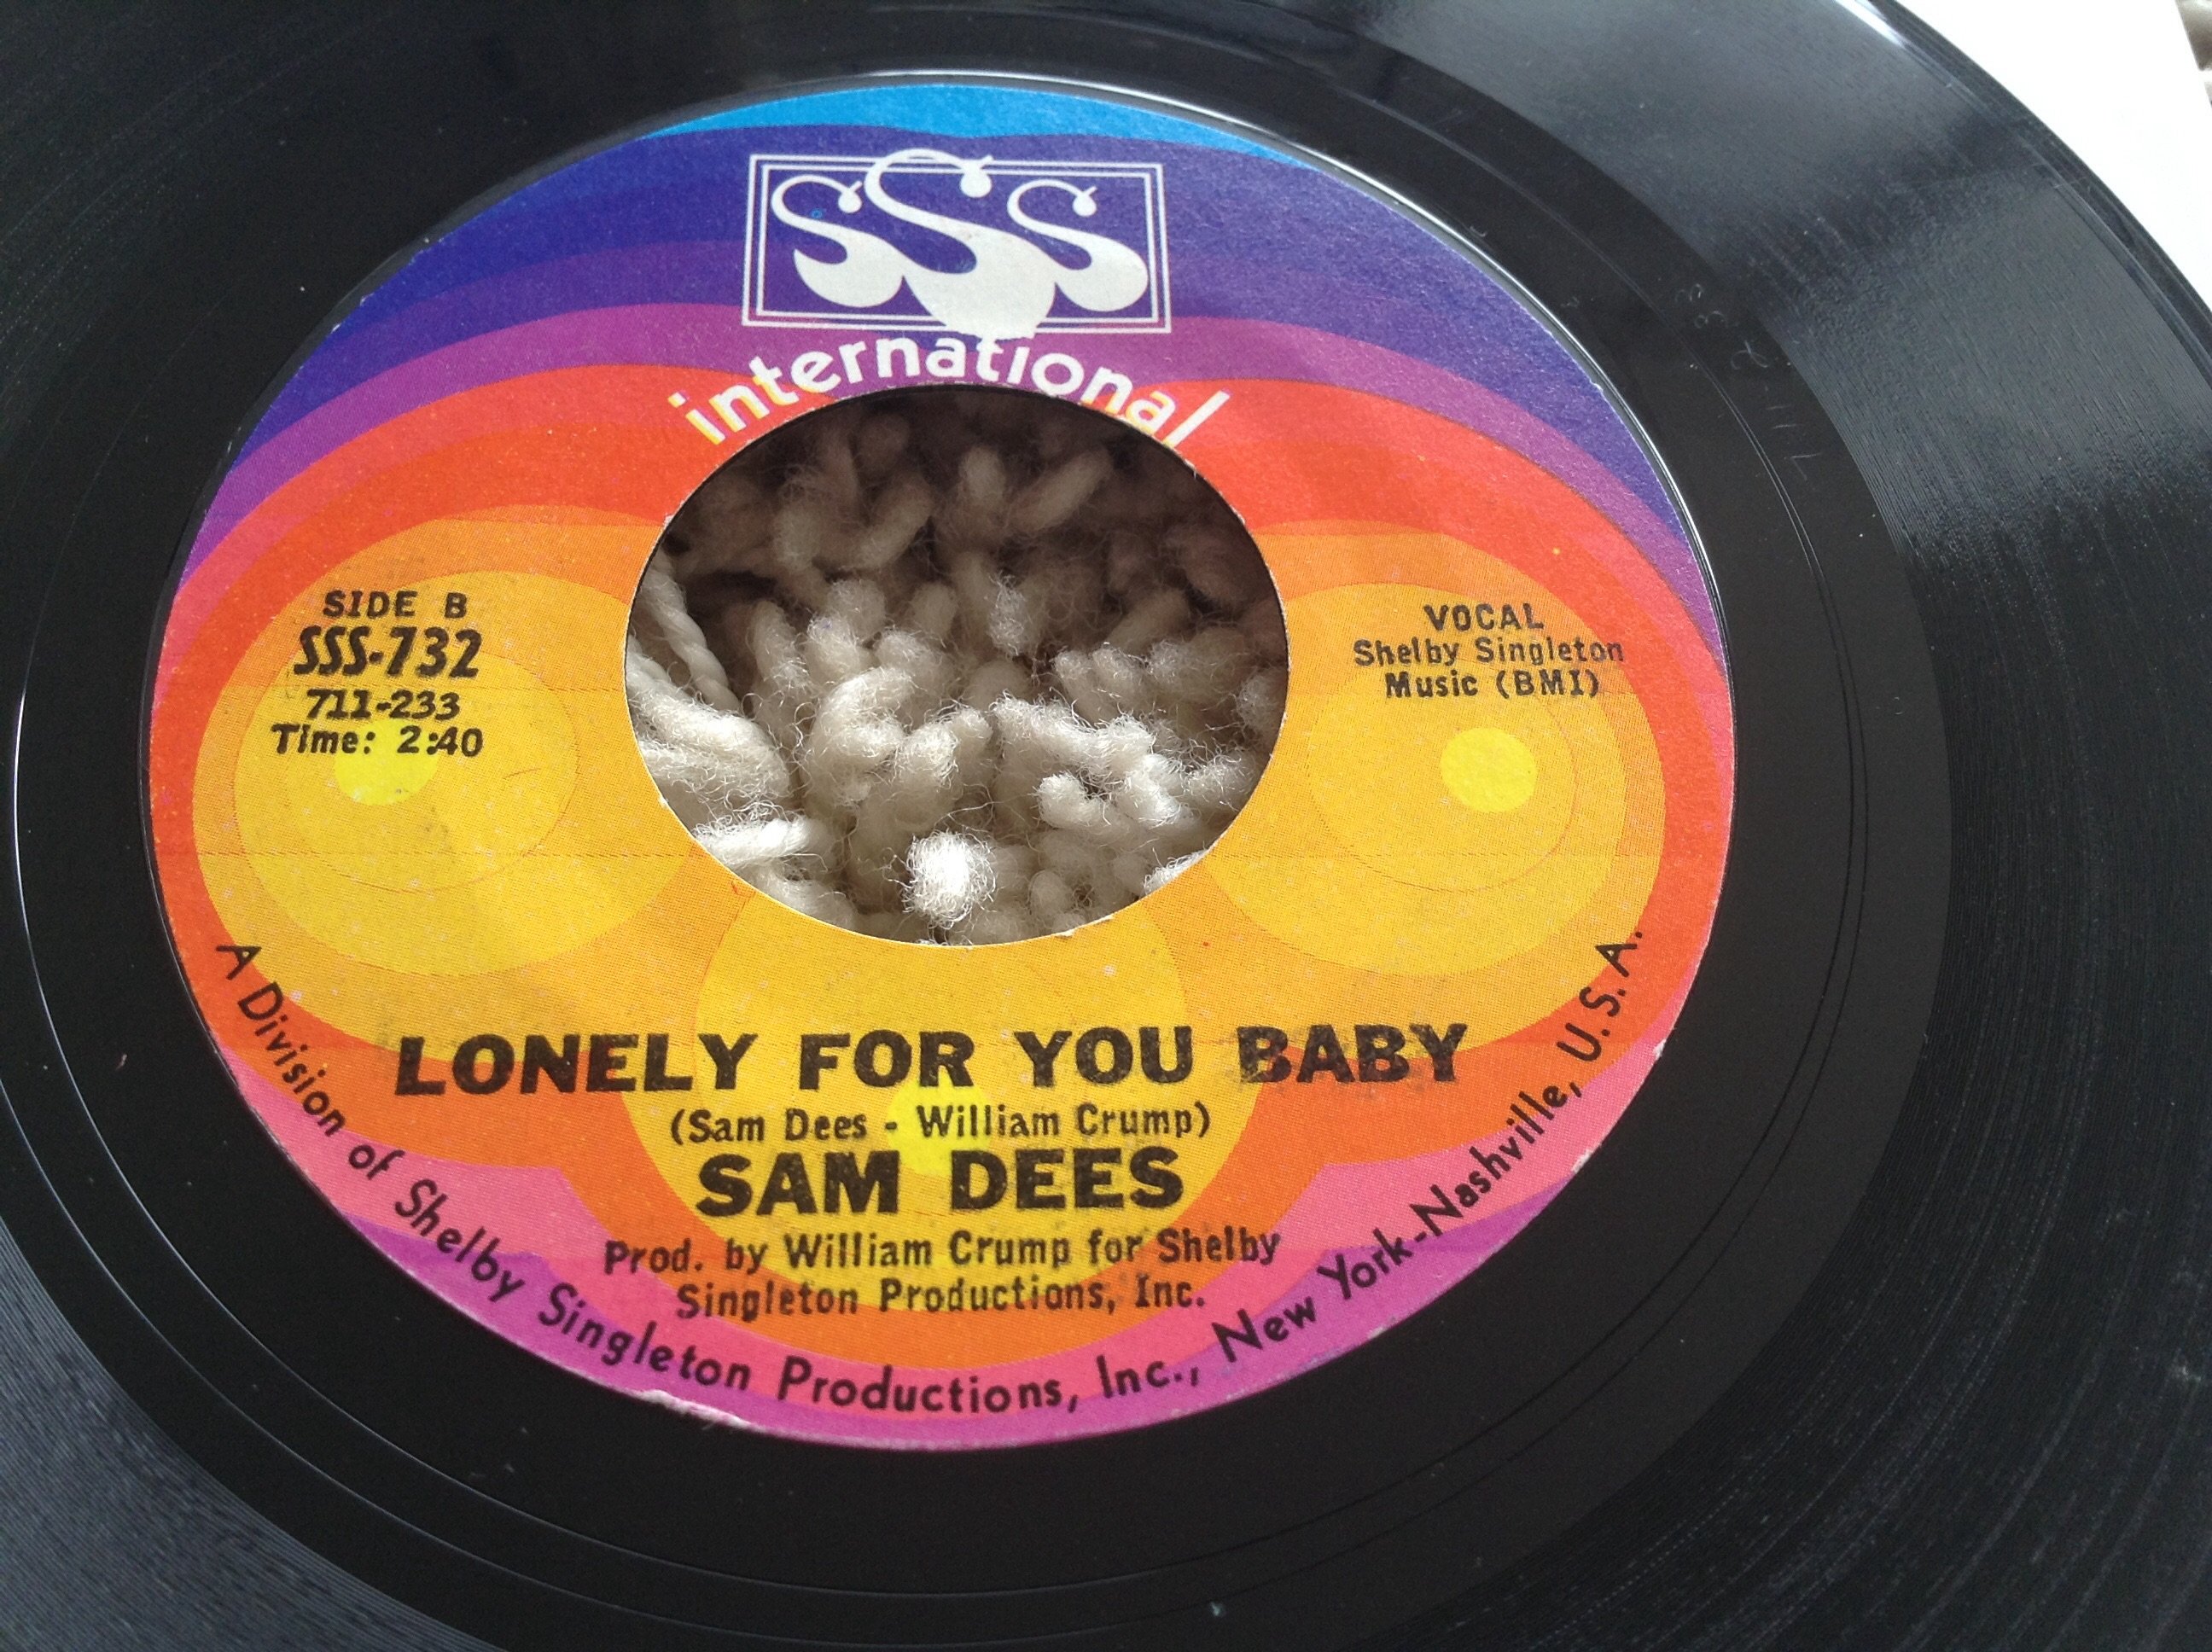 SSS
international
SIDE B
SSS-732
711-233
Time: 2:40
VOCAL
Shelby Singleton
Music (BMI)
LONELY FOR YOU BABY
(Sam Dees - William Crump)
SAM DEES
Prod. by William Crump for Shelby
Singleton Productions, Inc.
A Division of Shelby Singleton Productions, Inc., New York-Nashville, U.S.A.